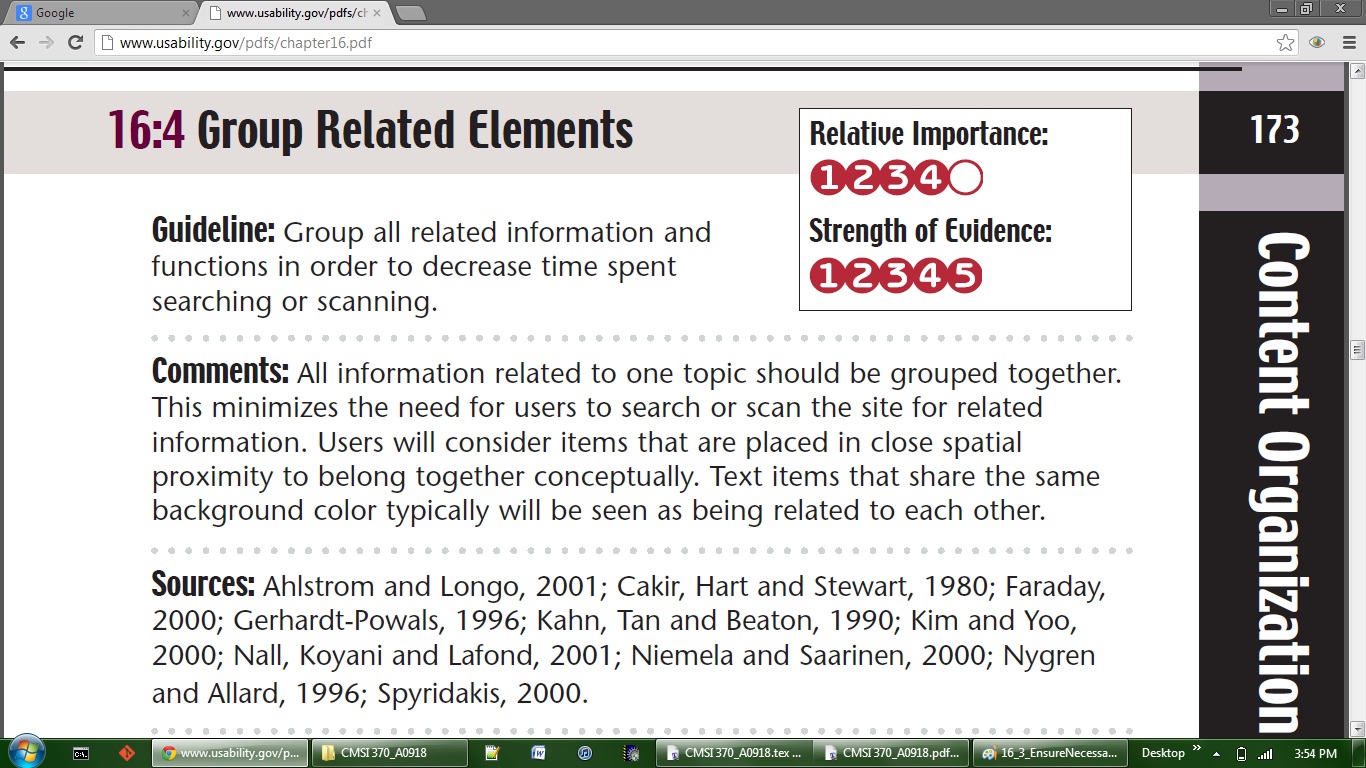 Google
www.usability.gov/pdfs/ch
www.usability.gov/pdfs/chapter16.pdf
16:4 Group Related Elements
Relative Importance:
1 2 3 4
Strength of Evidence:
1 2 3 4 5
173
Guideline: Group all related information and
functions in order to decrease time spent
searching or scanning.
Comments: All information related to one topic should be grouped together.
This minimizes the need for users to search or scan the site for related
information. Users will consider items that are placed in close spatial
proximity to belong together conceptually. Text items that share the same
background color typically will be seen as being related to each other.
Sources: Ahlstrom and Longo, 2001; Cakir, Hart and Stewart, 1980; Faraday,
2000; Gerhardt-Powals, 1996; Kahn, Tan and Beaton, 1990; Kim and Yoo,
2000; Nall, Koyani and Lafond, 2001; Niemela and Saarinen, 2000; Nygren
and Allard, 1996; Spyridakis, 2000.
Content Organization
www.usability.gov/p...
CMSI370_A0918
CMSI370_A0918.tex ...
CMSI370_A0918.pdf...
16_3_EnsureNecessa...
Desktop
3:54 PM